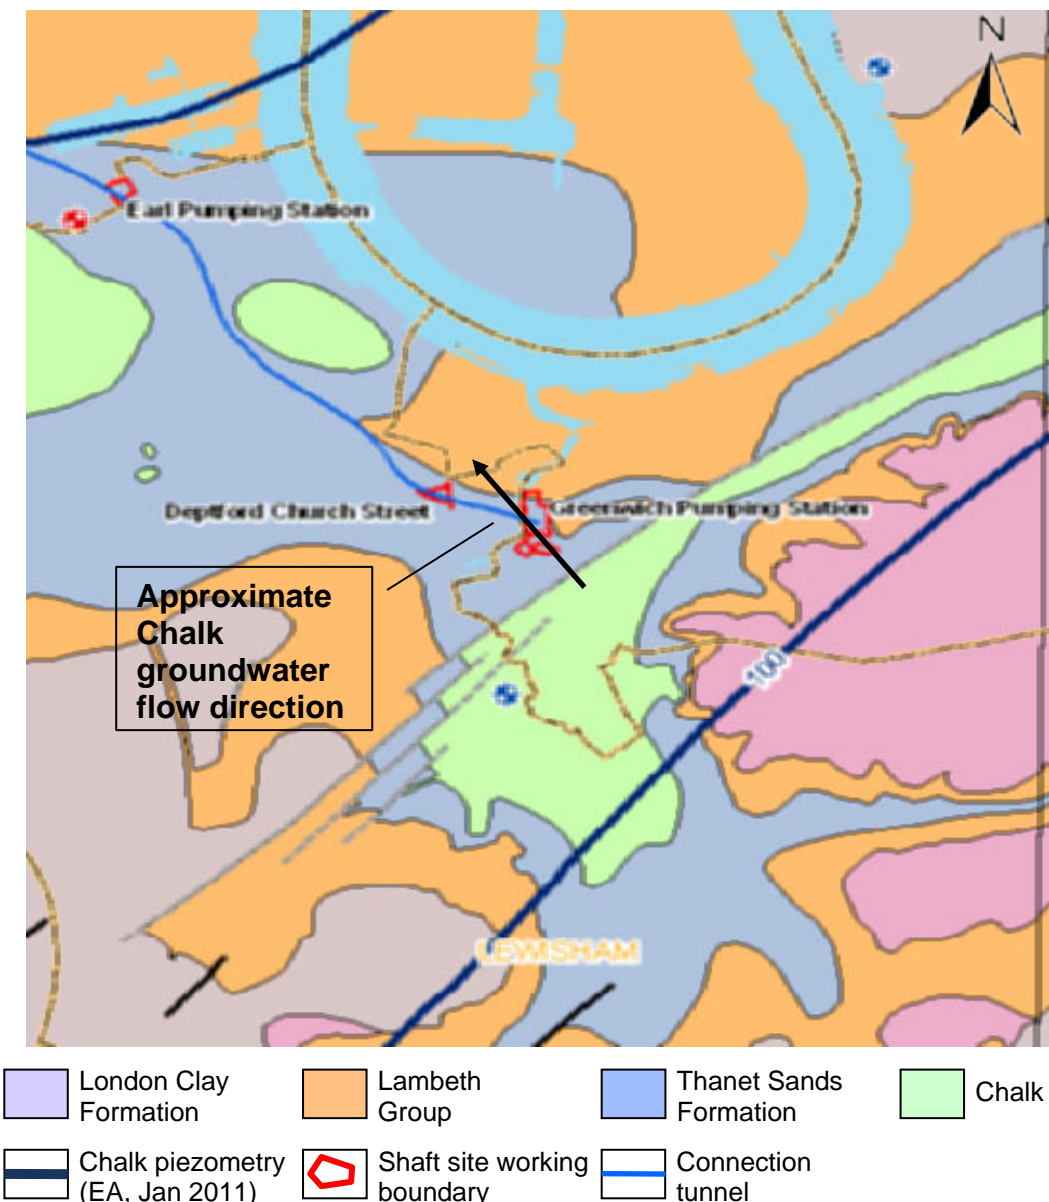 N
Earl Pumping Station
Deptford Church Street
Greenwich Pumping Station
Approximate
Chalk
groundwater
flow direction
100
LEWISHAM
London Clay
Formation
Lambeth
Group
Thanet Sands
Formation
Chalk
Chalk piezometry
(EA, Jan 2011)
Shaft site working
boundary
Connection
tunnel